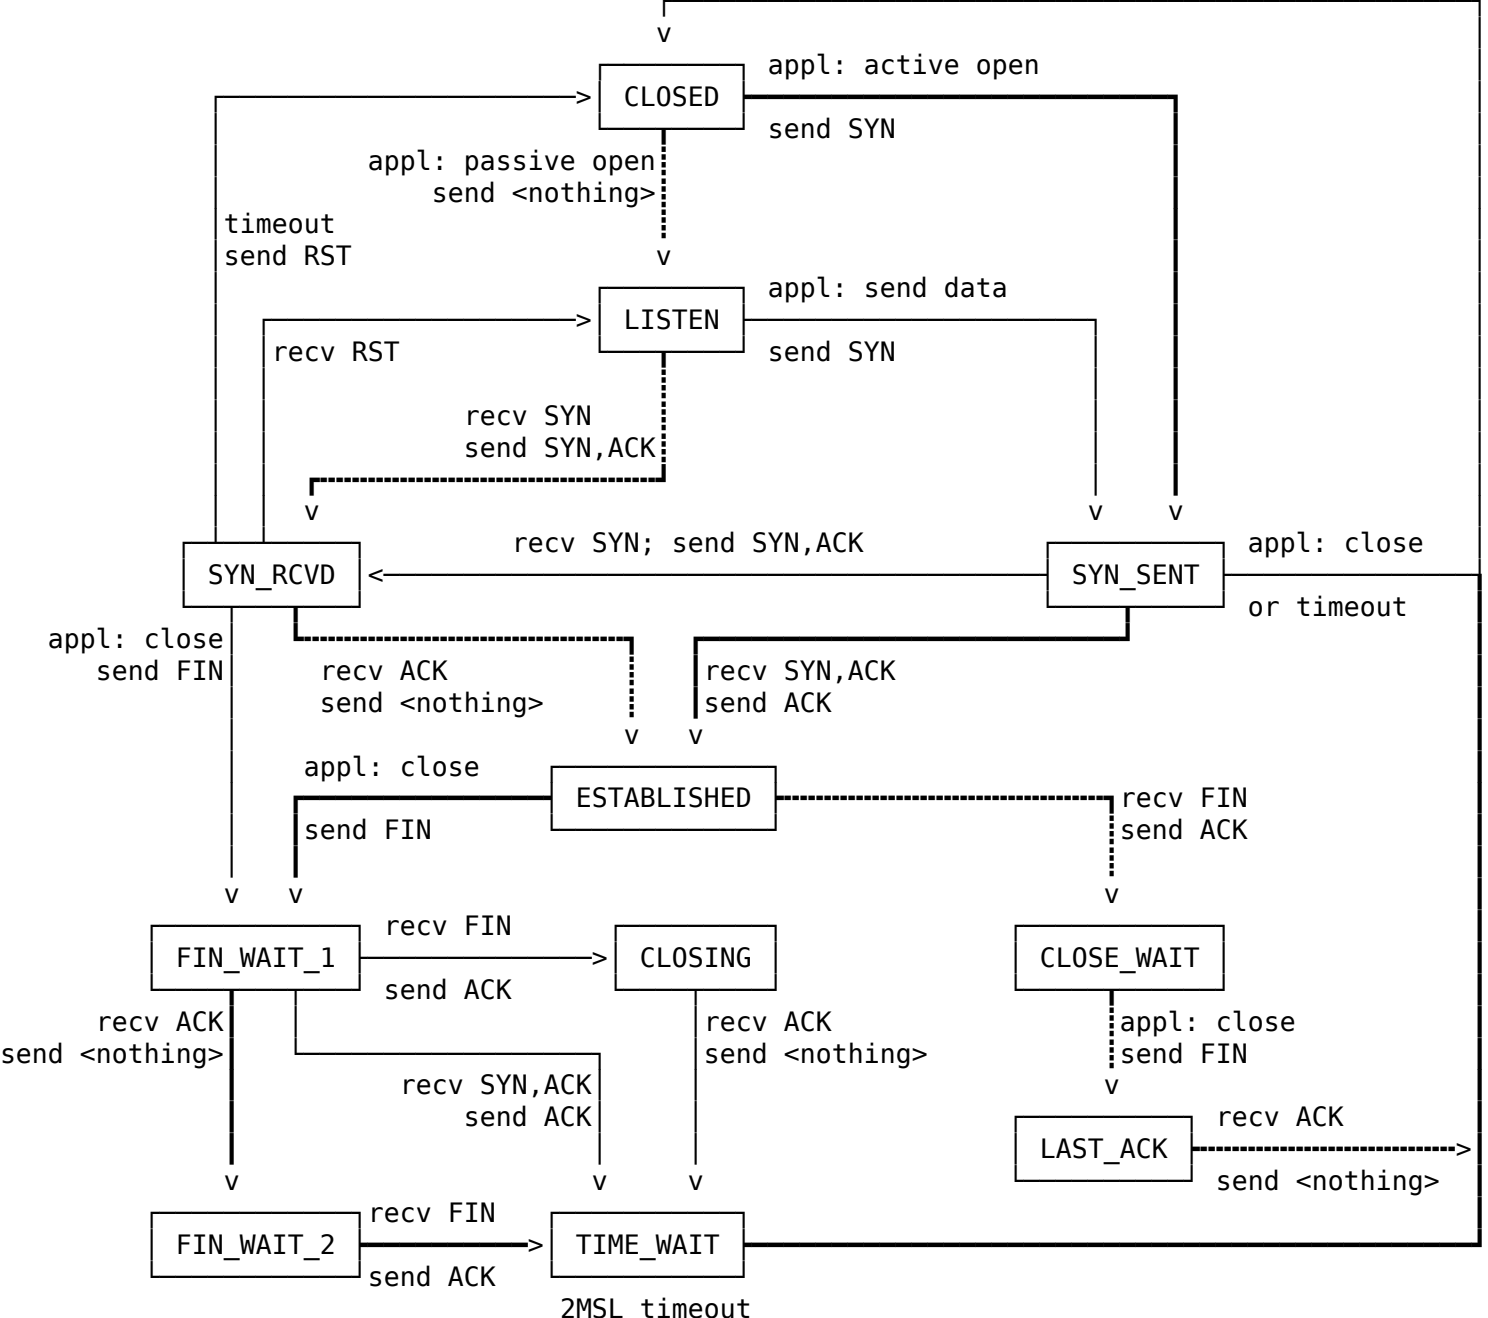 v
appl: active open
> CLOSED
send SYN
appl: passive open
send <nothing>
timeout
send RST
v
appl: send data
> LISTEN
recv RST
send SYN
recv SYN
send SYN,ACK
v
v
v
recv SYN; send SYN,ACK
appl: close
SYN_RCVD
<
SYN_SENT
or timeout
appl: close
send FIN
recv ACK
send <nothing>
recv SYN,ACK
send ACK
v
v
appl: close
ESTABLISHED
recv FIN
send ACK
send FIN
v
v
v
recv FIN
FIN_WAIT_1
>
CLOSING
CLOSE_WAIT
send ACK
recv ACK
send <nothing>
recv ACK
send <nothing>
appl: close
send FIN
recv SYN,ACK
send ACK
v
recv ACK
LAST_ACK
>
send <nothing>
v
v
v
recv FIN
FIN_WAIT_2
>
TIME_WAIT
send ACK
2MSL timeout